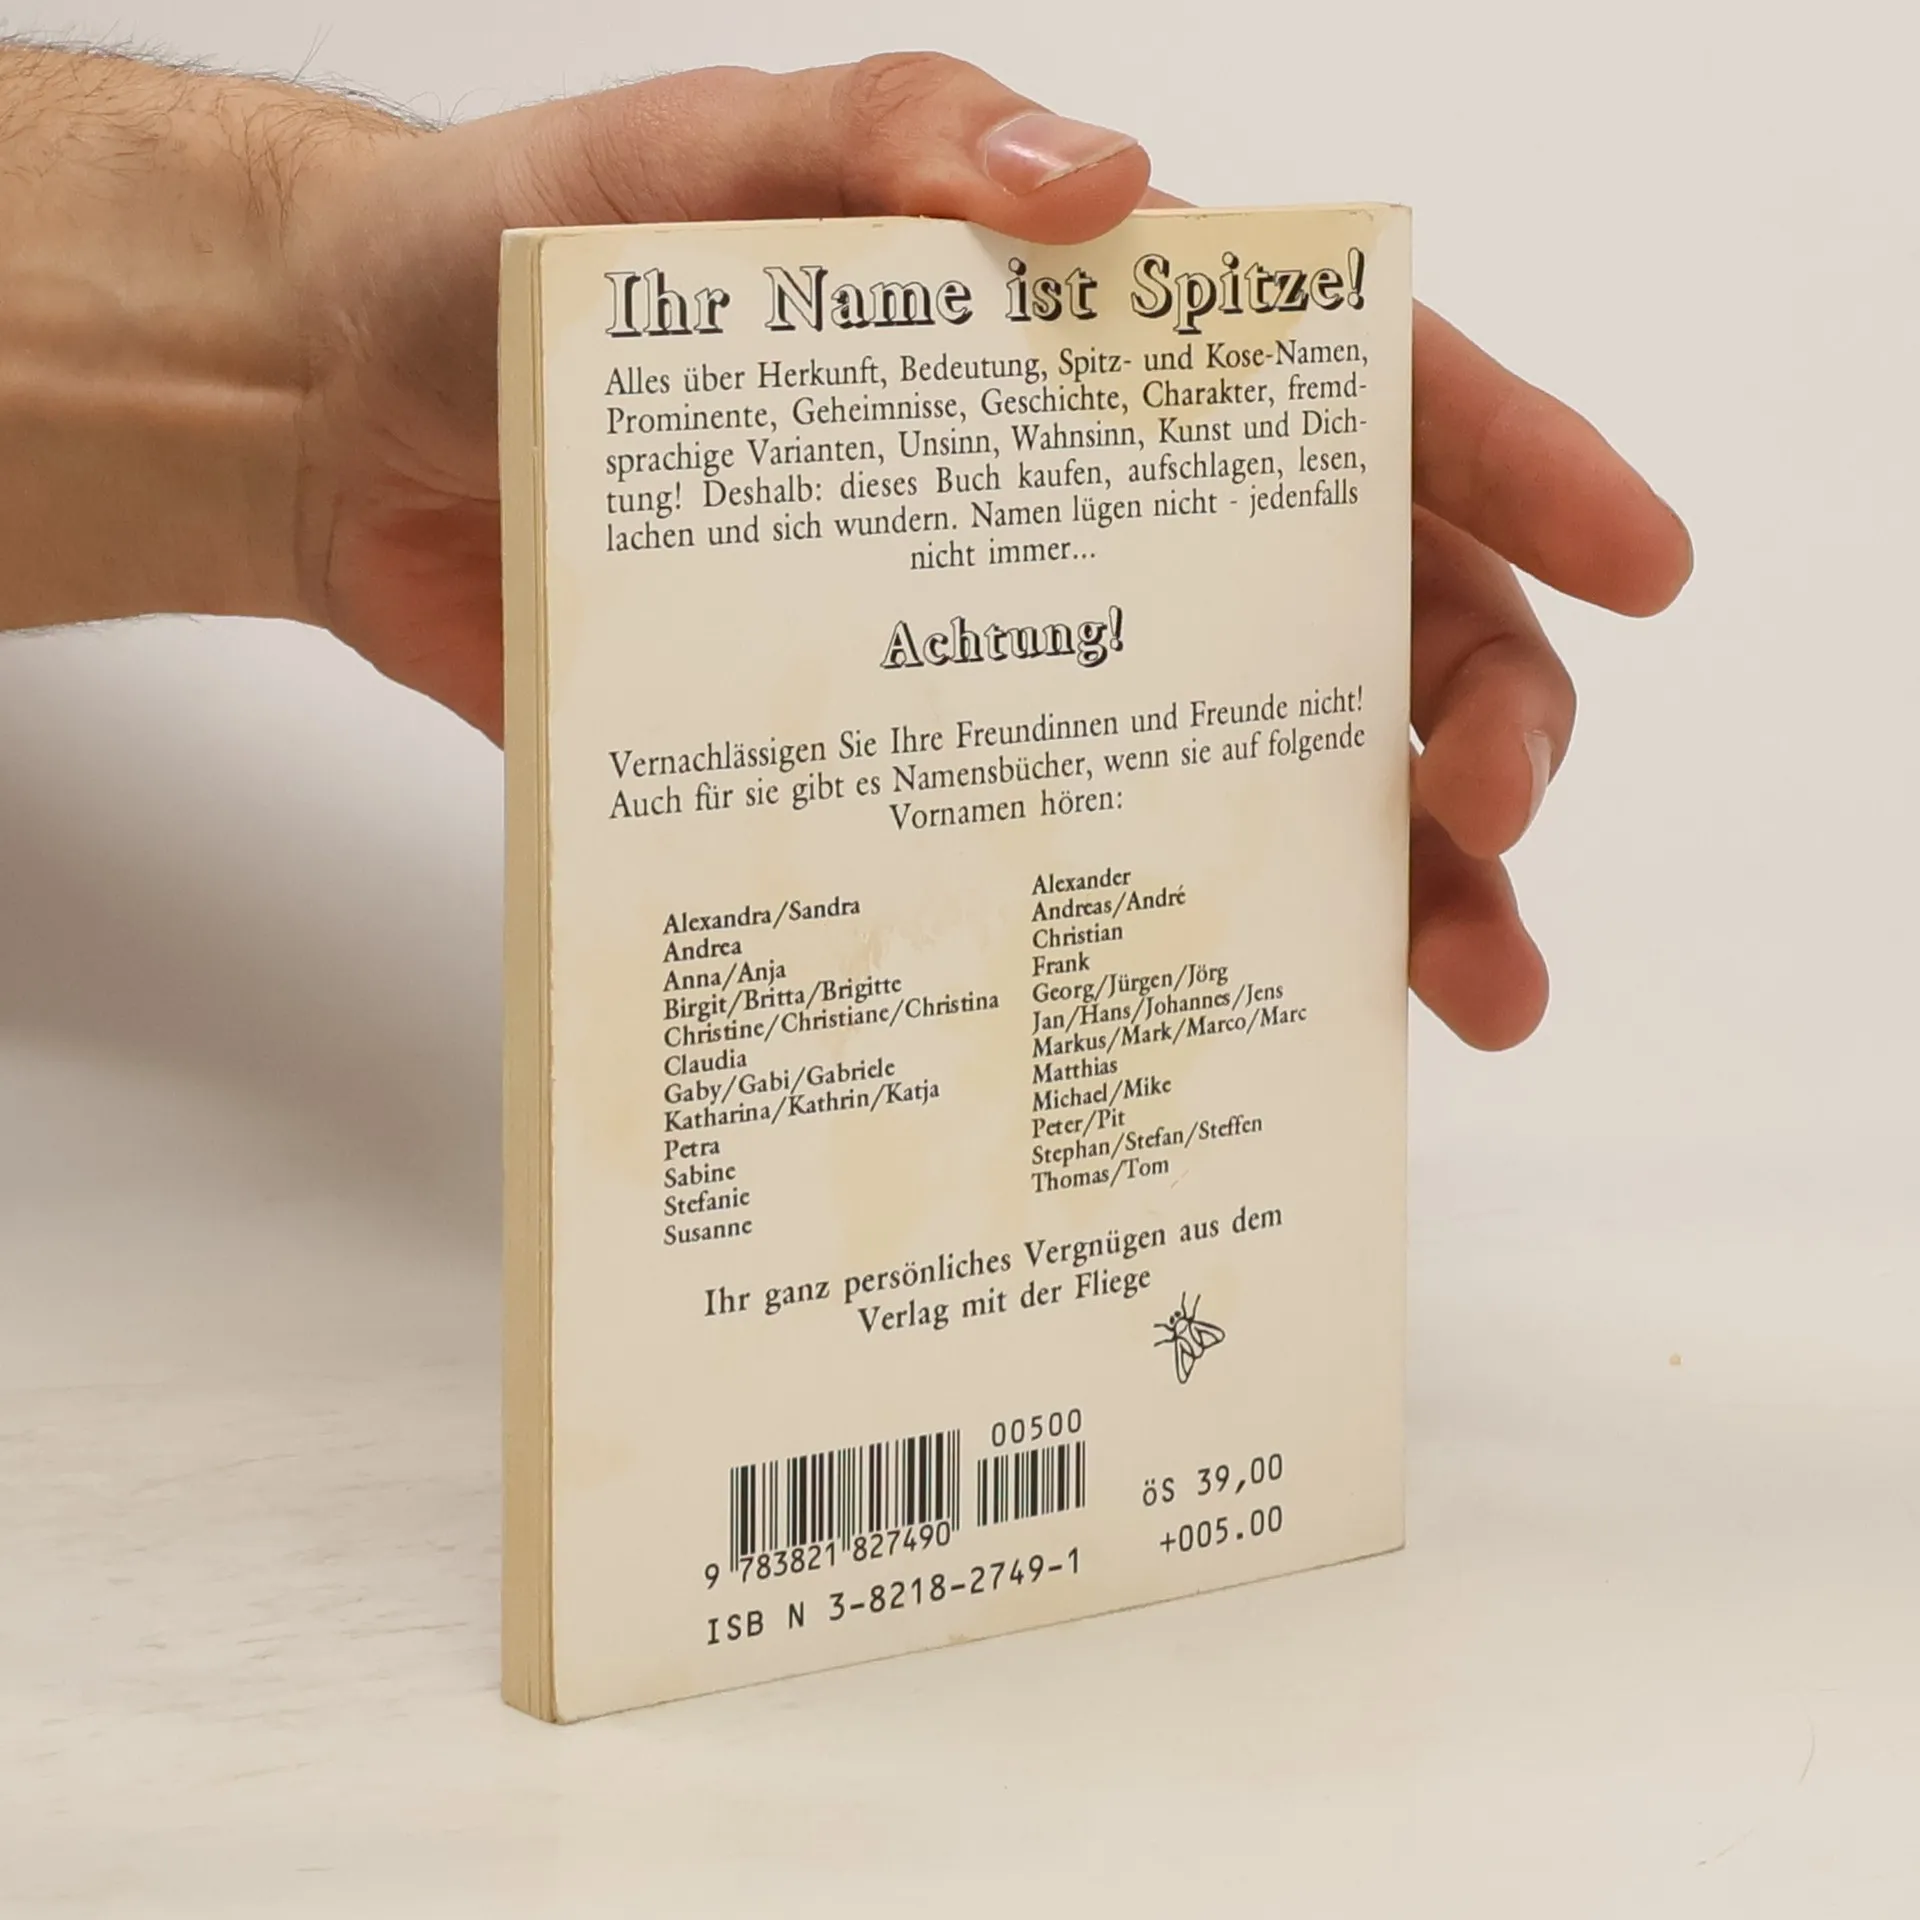 Ihr Name ist Spitze!
Alles über Herkunft, Bedeutung, Spitz- und Kose-Namen,
Prominente, Geheimnisse, Geschichte, Charakter, fremd-
sprachige Varianten, Unsinn, Wahnsinn, Kunst und Dich-
tung! Deshalb: dieses Buch kaufen, aufschlagen, lesen,
lachen und sich wundern. Namen lügen nicht - jedenfalls
nicht immer...
Achtung!
Vernachlässigen Sie Ihre Freundinnen und Freunde nicht!
Auch für sie gibt es Namensbücher, wenn sie auf folgende
Vornamen hören:
Alexandra/Sandra
Andrea
Anna/Anja
Birgit/Britta/Brigitte
Christine/Christiane/Christina
Claudia
Gaby/Gabi/Gabriele
Katharina/Kathrin/Katja
Petra
Sabine
Stefanie
Susanne
Alexander
Andreas/André
Christian
Frank
Georg/Jürgen/Jörg
Jan/Hans/Johannes/Jens
Markus/Mark/Marco/Marc
Matthias
Michael/Mike
Peter/Pit
Stephan/Stefan/Steffen
Thomas/Tom
Ihr ganz persönliches Vergnügen aus dem
Verlag mit der Fliege
00500
9 783821 827490
ISB N 3-8218-2749-1
öS 39,00
+005.00